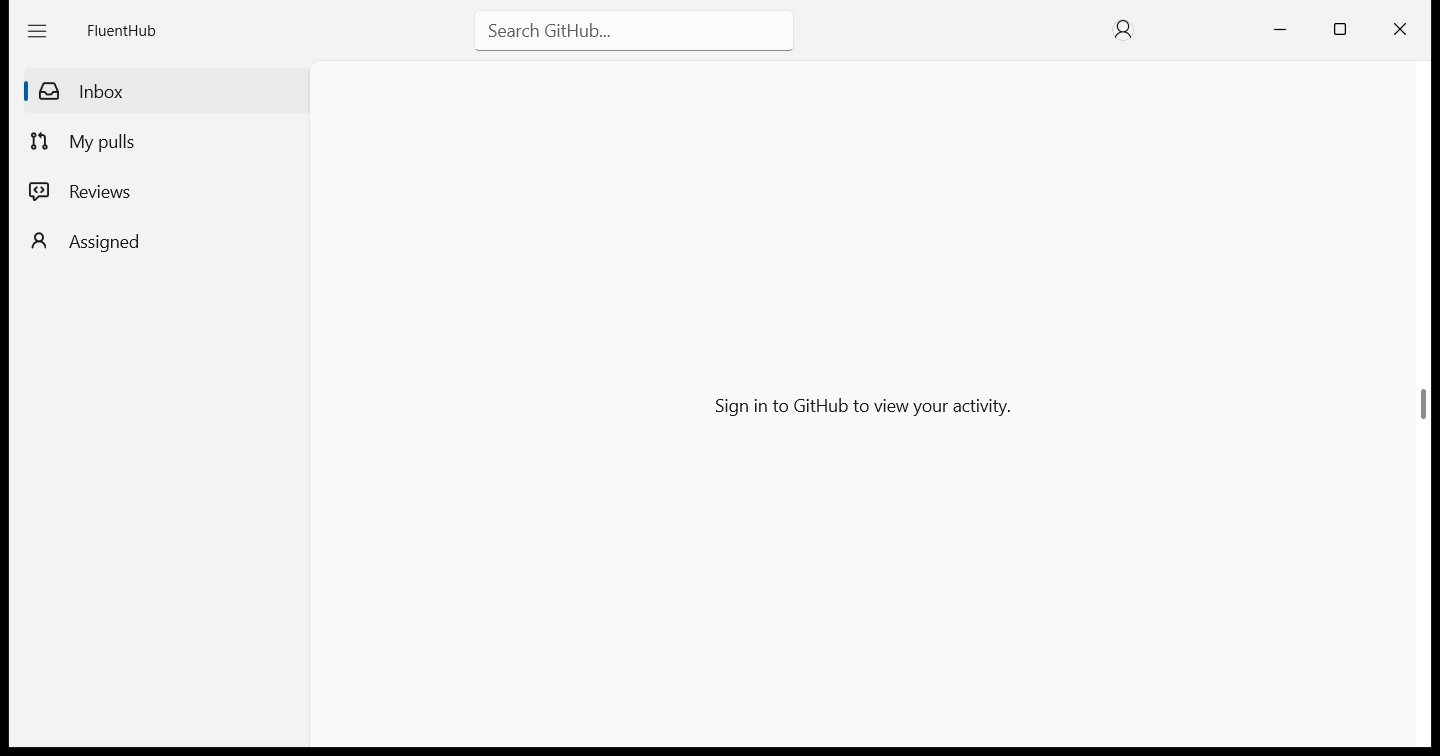 FluentHub
Search GitHub...
Inbox
My pulls
Reviews
Assigned
Sign in to GitHub to view your activity.